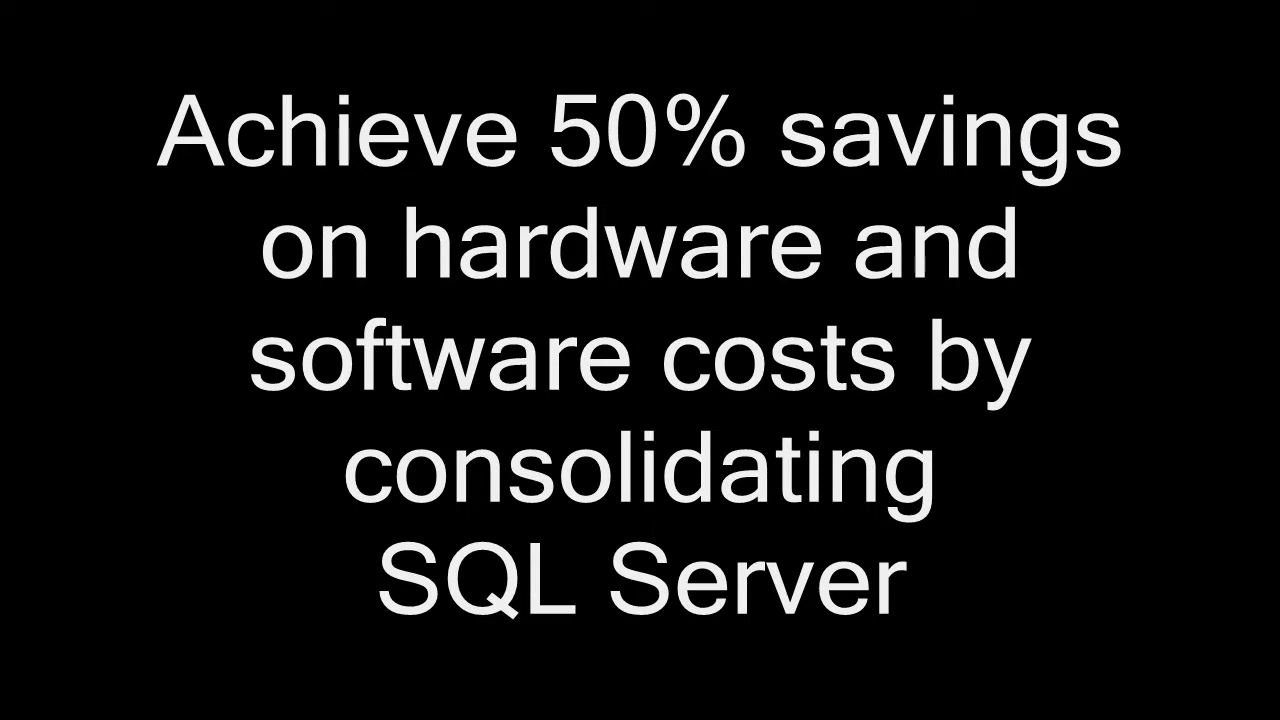 Achieve 50% savings
on hardware and
software costs by
consolidating
SQL Server